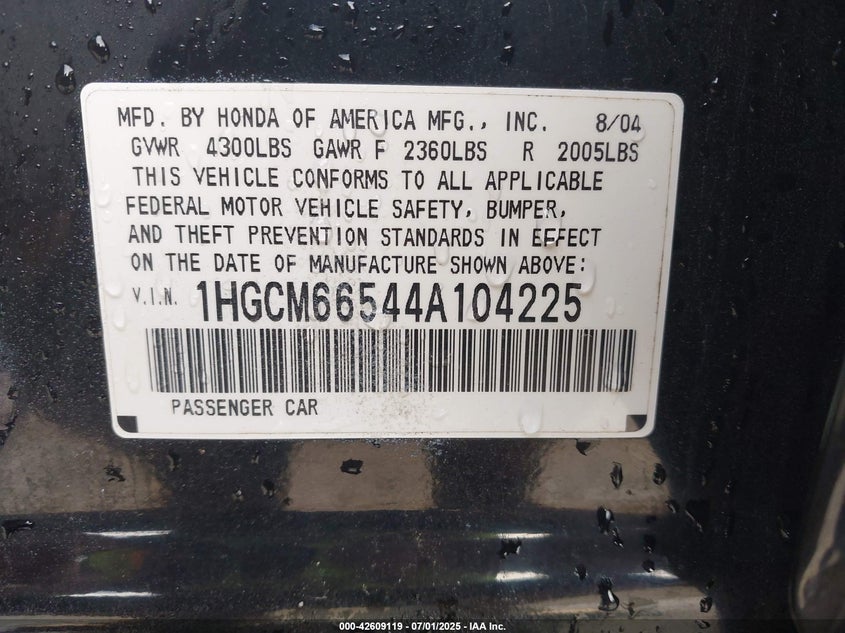 MFD. BY HONDA OF AMERICA MFG., INC. 8/04
GVWR 4300LBS GAWR F 2360LBS R 2005LBS
THIS VEHICLE CONFORMS TO ALL APPLICABLE
FEDERAL MOTOR VEHICLE SAFETY, BUMPER,
AND THEFT PREVENTION STANDARDS IN EFFECT
ON THE DATE OF MANUFACTURE SHOWN ABOVE:
V.I.N. 1HGCM66544A104225
PASSENGER CAR
000-42609119 - 07/01/2025 - IAA Inc.